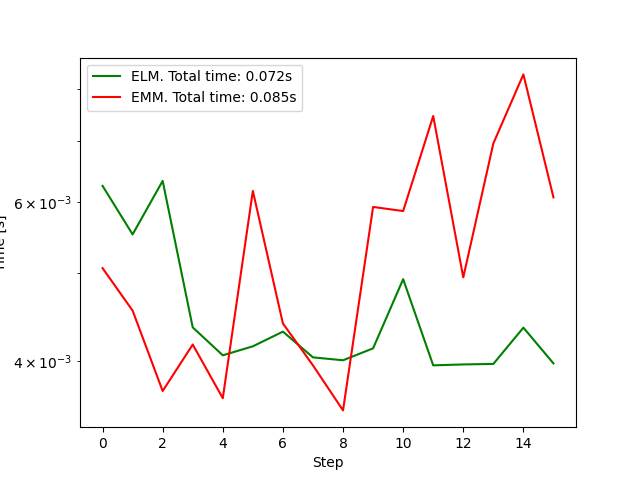 ELM. Total time: 0.072s
EMM. Total time: 0.085s
6 × 10⁻³
4 × 10⁻³
Time [s]
0 2 4 6 8 10 12 14
Step